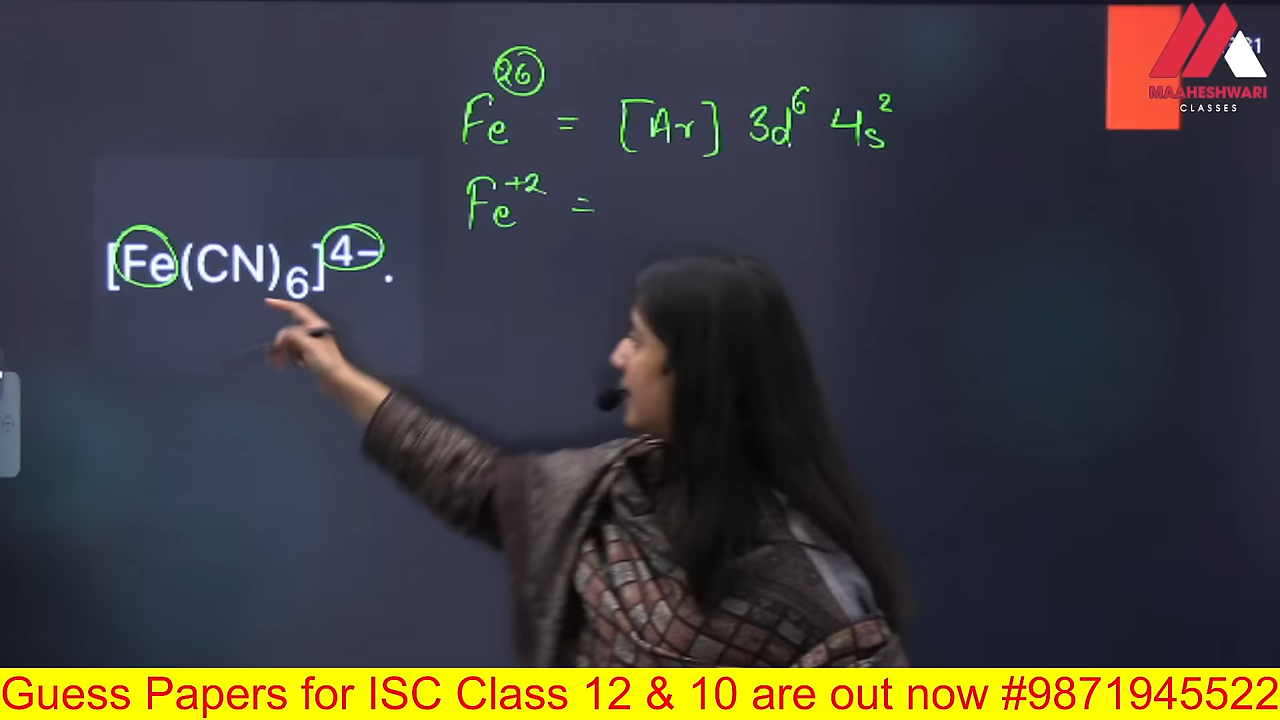 26
Fe = [Ar] 3d⁶ 4s²
Fe⁺² =
[Fe(CN)₆]⁴⁻.
MAAHESHWARI
CLASSES
Guess Papers for ISC Class 12 & 10 are out now #9871945522